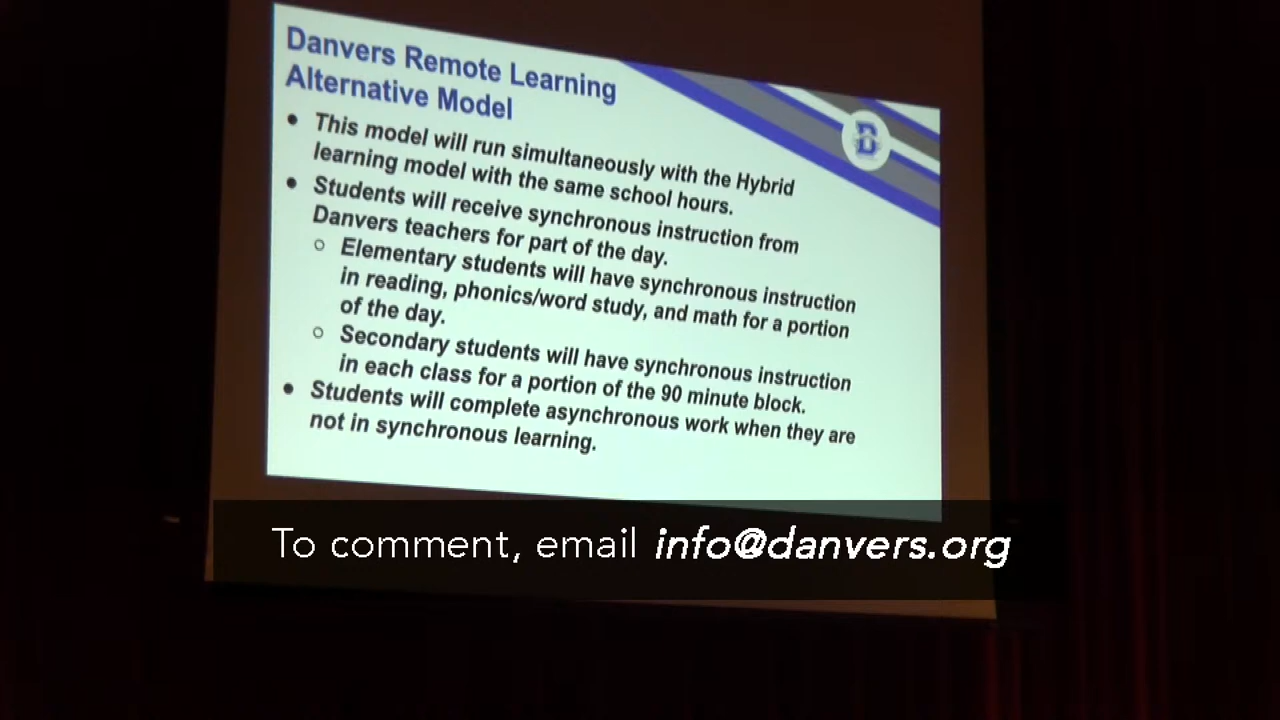 Danvers Remote Learning
Alternative Model
● This model will run simultaneously with the Hybrid
learning model with the same school hours.
● Students will receive synchronous instruction from
Danvers teachers for part of the day.
○ Elementary students will have synchronous instruction
in reading, phonics/word study, and math for a portion
of the day.
○ Secondary students will have synchronous instruction
in each class for a portion of the 90 minute block.
● Students will complete asynchronous work when they are
not in synchronous learning.
D
To comment, email info@danvers.org